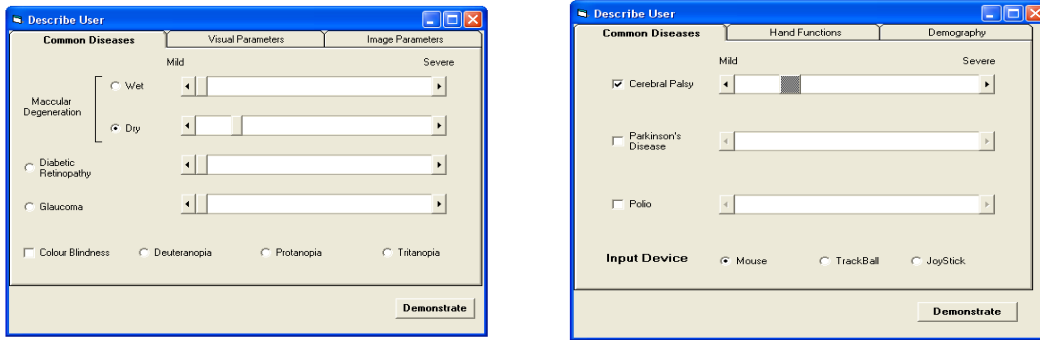 Describe User
Common Diseases Visual Parameters Image Parameters
Mild Severe
Maccular
Degeneration
Wet
Dry
Diabetic
Retinopathy
Glaucoma
Colour Blindness Deuteranopia Protanopia Tritanopia
Demonstrate
Describe User
Common Diseases Hand Functions Demography
Mild Severe
Cerebral Palsy
Parkinson's
Disease
Polio
Input Device Mouse TrackBall JoyStick
Demonstrate